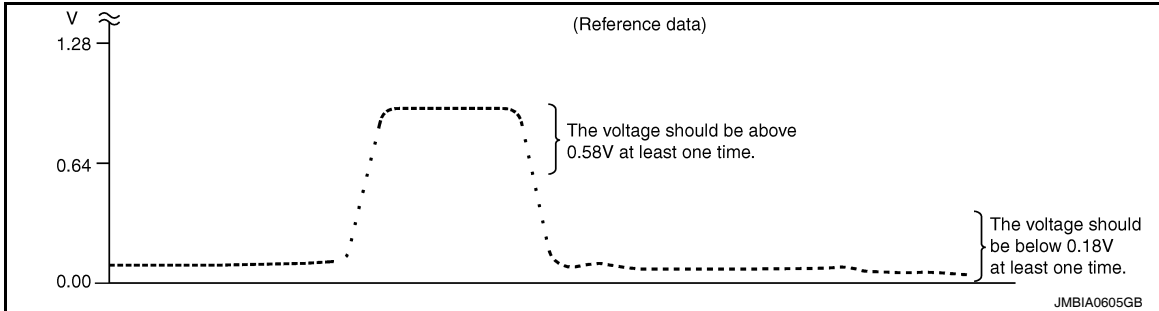 V
(Reference data)
1.28
The voltage should be above
0.58V at least one time.
0.64
The voltage should
be below 0.18V
at least one time.
0.00
JMBIA0605GB